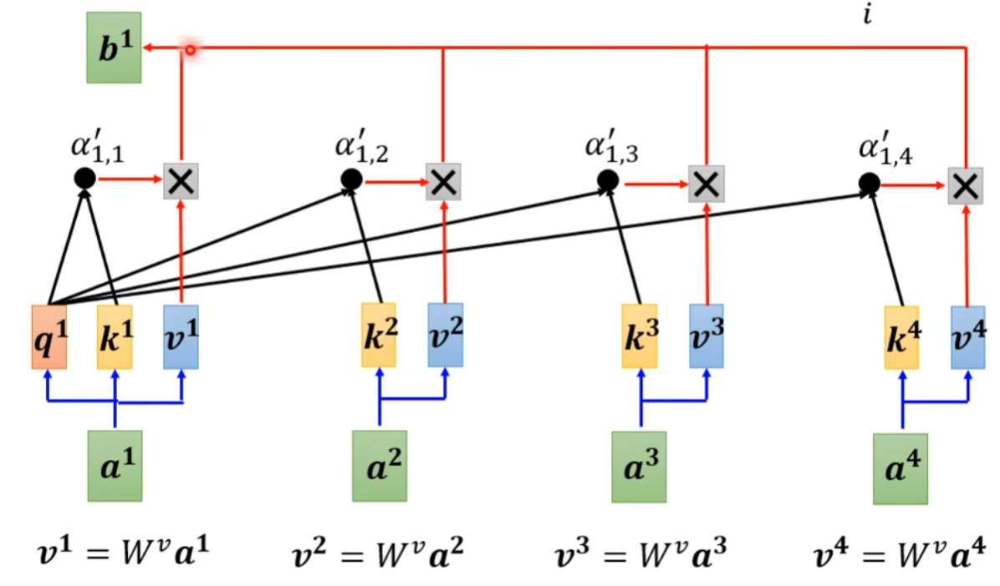 i
b¹
α′₁,₁ α′₁,₂ α′₁,₃ α′₁,₄
q¹ k¹ v¹ k² v² k³ v³ k⁴ v⁴
a¹ a² a³ a⁴
v¹ = Wᵛa¹ v² = Wᵛa² v³ = Wᵛa³ v⁴ = Wᵛa⁴